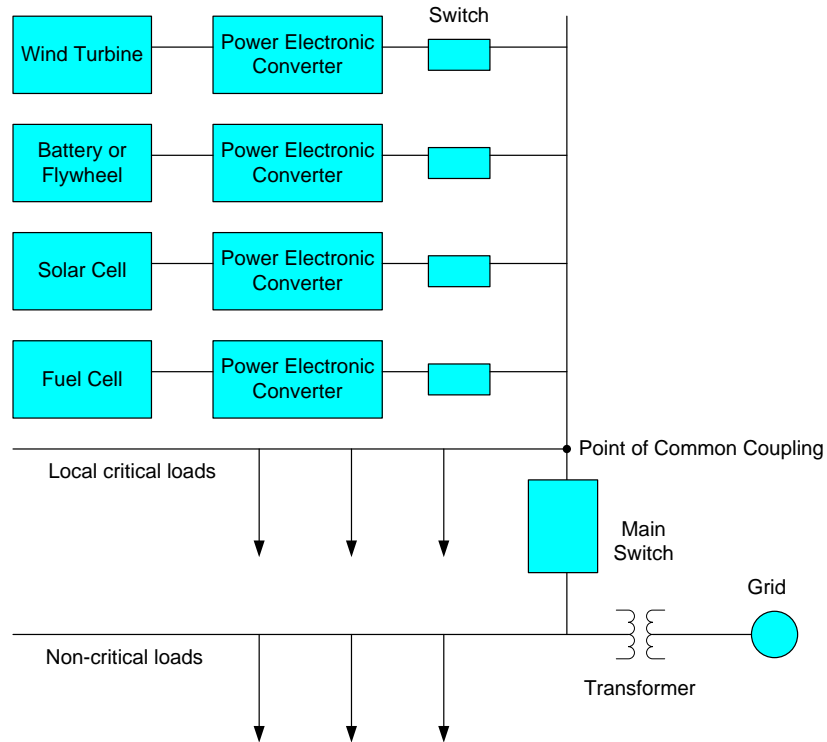 Switch
Wind Turbine
Power Electronic
Converter
Battery or
Flywheel
Power Electronic
Converter
Solar Cell
Power Electronic
Converter
Fuel Cell
Power Electronic
Converter
Point of Common Coupling
Local critical loads
Main
Switch
Grid
Non-critical loads
Transformer